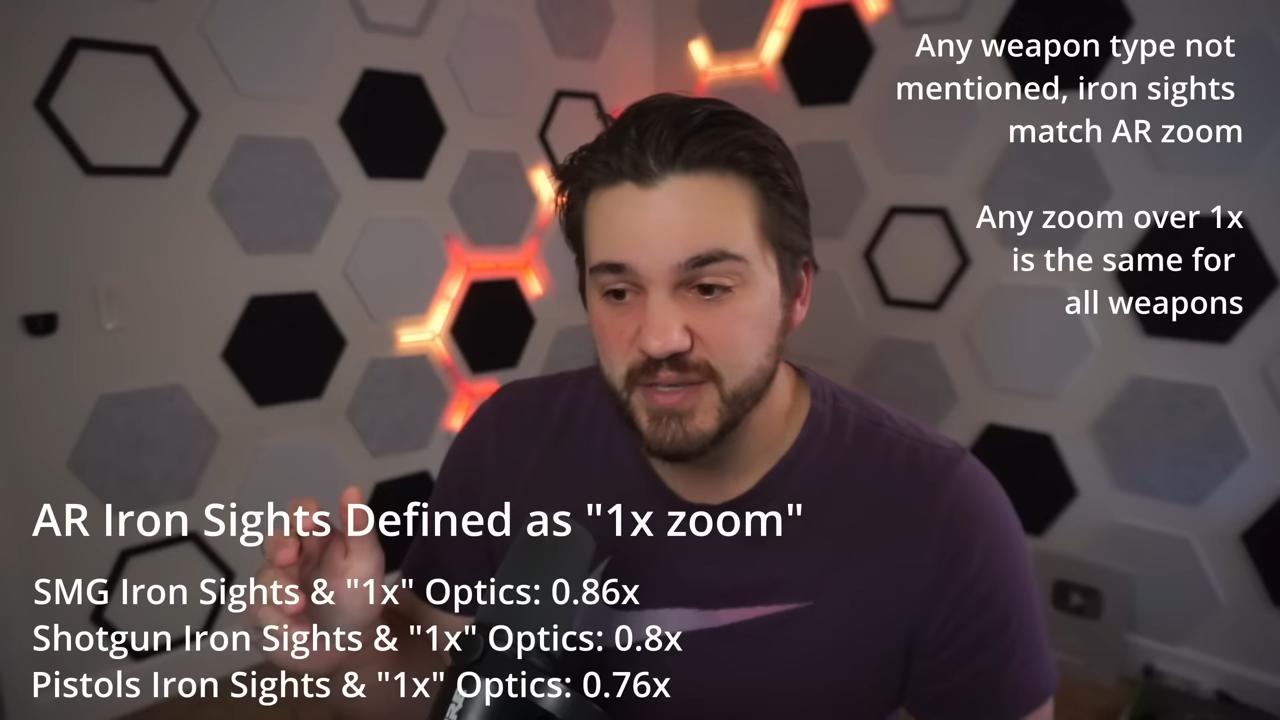 Any weapon type not
mentioned, iron sights
match AR zoom
Any zoom over 1x
is the same for
all weapons
AR Iron Sights Defined as "1x zoom"
SMG Iron Sights & "1x" Optics: 0.86x
Shotgun Iron Sights & "1x" Optics: 0.8x
Pistols Iron Sights & "1x" Optics: 0.76x